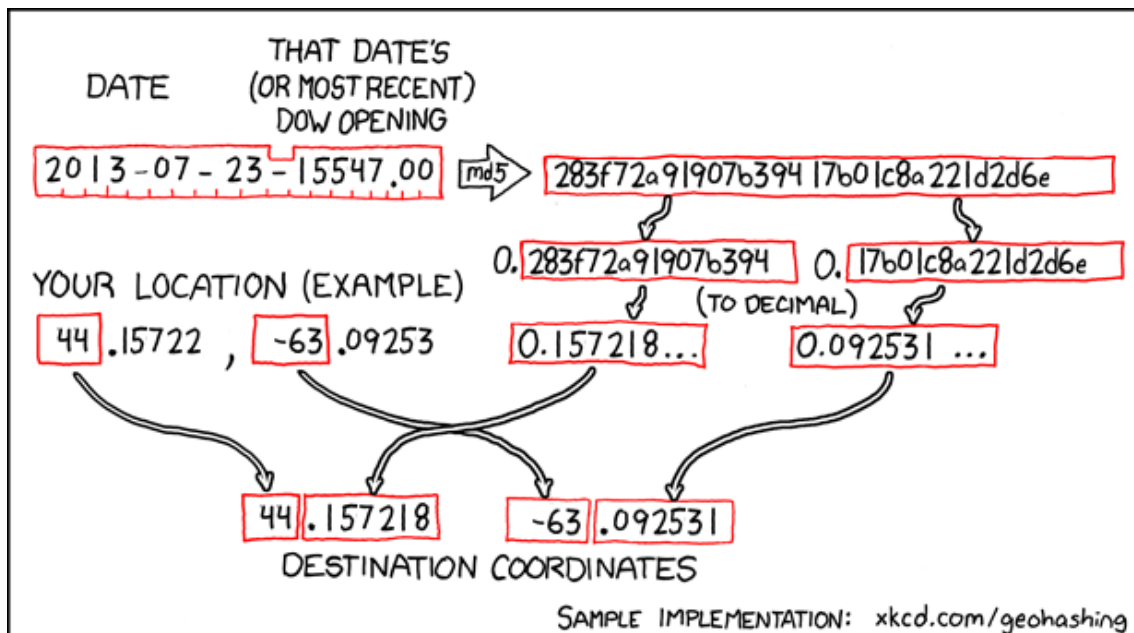 DATE
THAT DATE'S
(OR MOST RECENT)
DOW OPENING
2013-07-23-15547.00
md5
283f72a91907b39417b01c8a221d2d6e
0.283f72a91907b394
0.17b01c8a221d2d6e
YOUR LOCATION (EXAMPLE)
(TO DECIMAL)
44.15722, -63.09253
0.157218...
0.092531 ...
44.157218
-63.092531
DESTINATION COORDINATES
SAMPLE IMPLEMENTATION: xkcd.com/geohashing